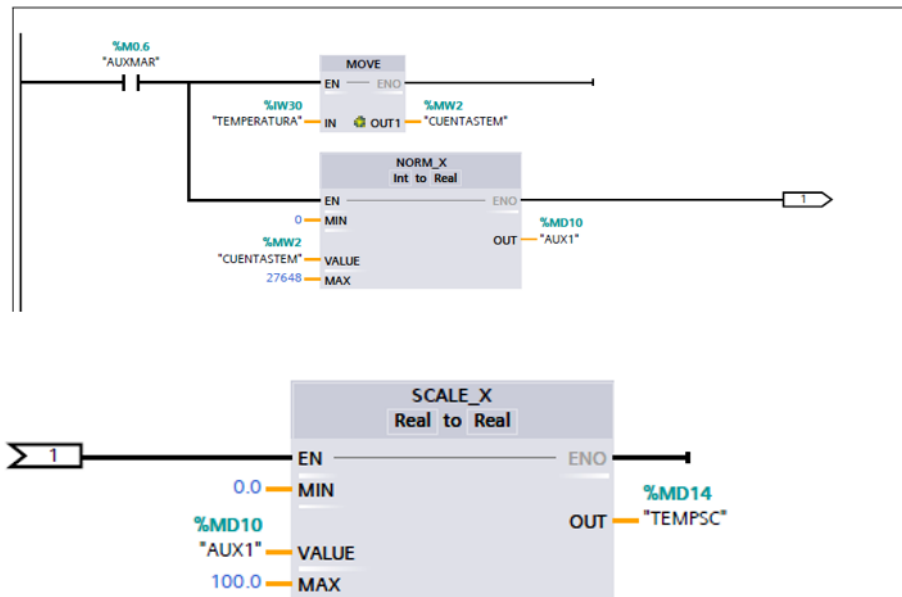 %M0.6
"AUXMAR"
MOVE
EN ENO
%IW30
"TEMPERATURA" IN OUT1 %MW2
"CUENTASTEM"
NORM_X
Int to Real
EN ENO
1
0 MIN
%MD10
OUT "AUX1"
%MW2
"CUENTASTEM" VALUE
27648 MAX
SCALE_X
Real to Real
1
EN ENO
0.0 MIN
%MD14
OUT "TEMPSC"
%MD10
"AUX1" VALUE
100.0 MAX